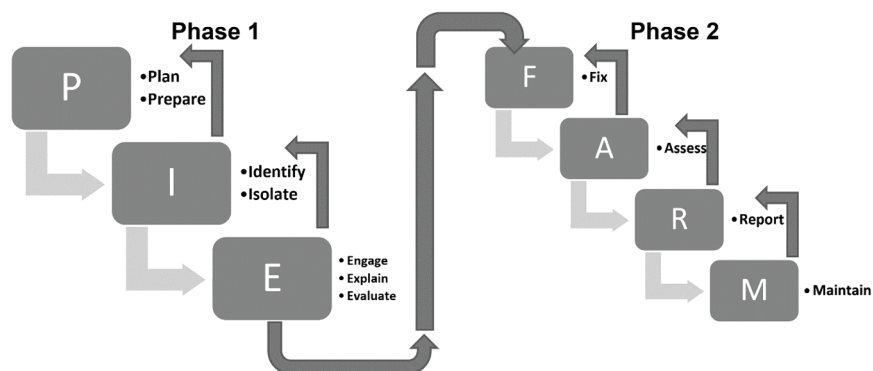 Phase 1
P
•Plan
•Prepare
I
•Identify
•Isolate
E
• Engage
• Explain
• Evaluate
Phase 2
F
•Fix
A
•Assess
R
•Report
M
• Maintain